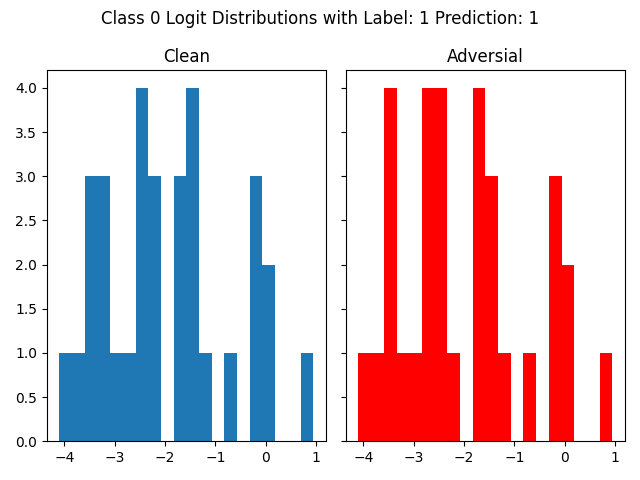 Class 0 Logit Distributions with Label: 1 Prediction: 1
Clean
Adversial
4.0
3.5
3.0
2.5
2.0
1.5
1.0
0.5
0.0
−4 −3 −2 −1 0 1
−4 −3 −2 −1 0 1